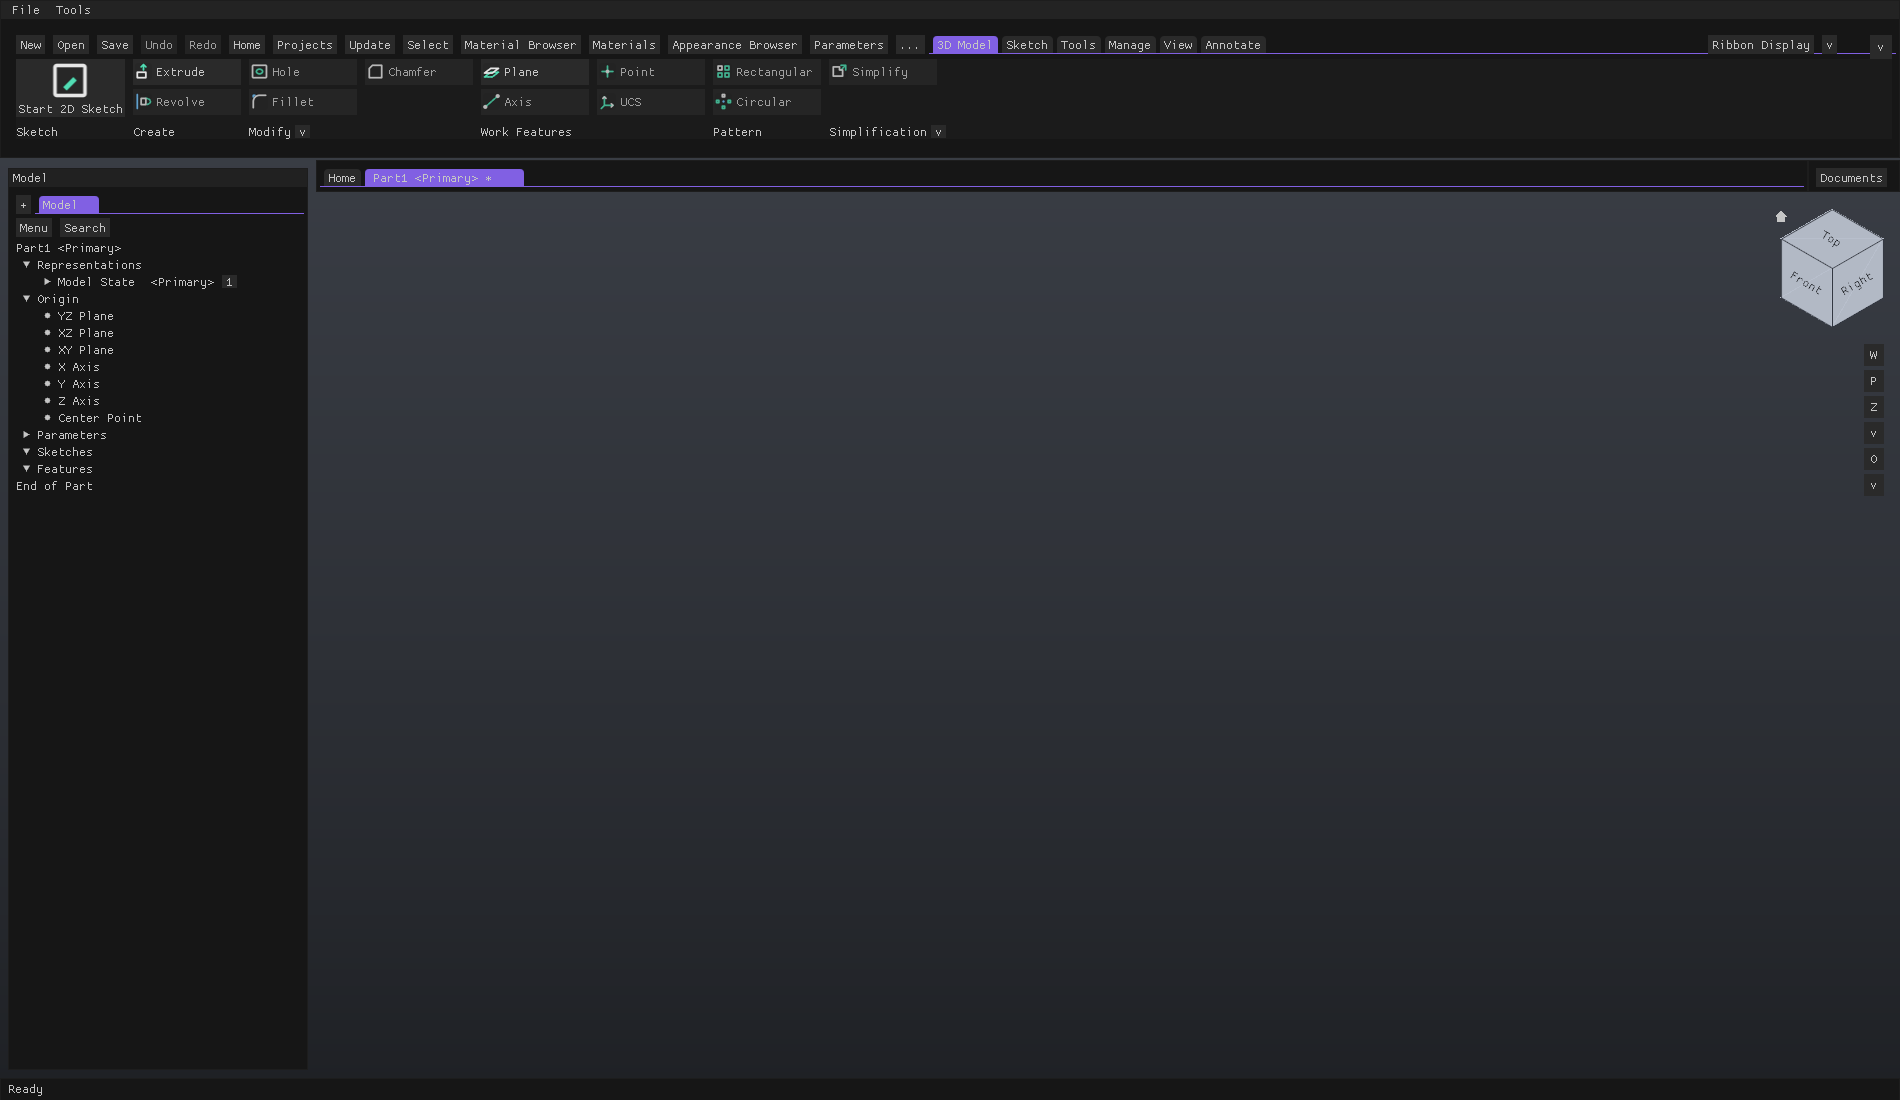 File Tools
New Open Save Undo Redo Home Projects Update Select Material Browser Materials Appearance Browser Parameters ... 3D Model Sketch Tools Manage View Annotate Ribbon Display v v
Extrude Hole Chamfer Plane Point Rectangular Simplify
Start 2D Sketch Revolve Fillet Axis UCS Circular
Sketch Create Modify v Work Features Pattern Simplification v
Model Home Part1 <Primary> * Documents
+ Model
Menu Search
Part1 <Primary>
Representations
Model State <Primary> 1
Origin
YZ Plane
XZ Plane
XY Plane
X Axis
Y Axis
Z Axis
Center Point
Parameters
Sketches
Features
End of Part
Top
Front Right
W
P
Z
v
O
v
Ready